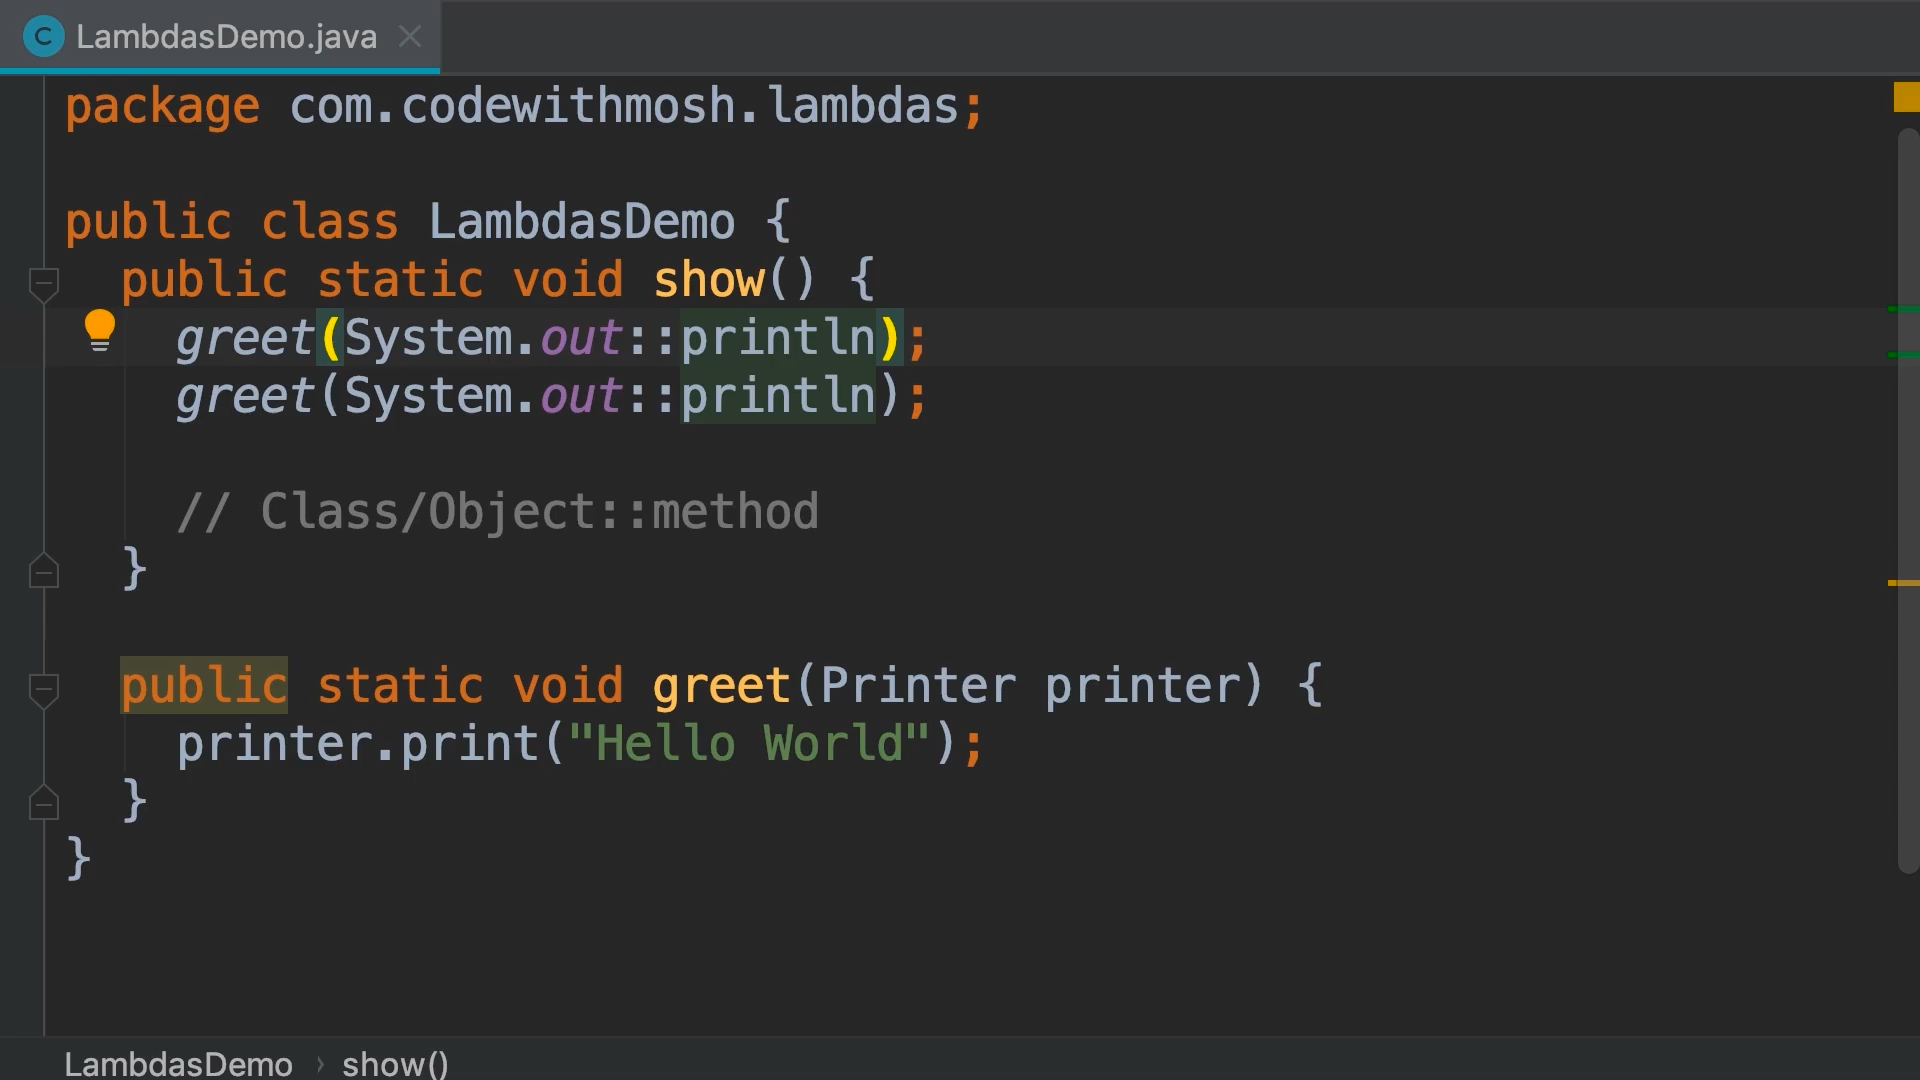 LambdasDemo.java
package com.codewithmosh.lambdas;
public class LambdasDemo {
public static void show() {
greet(System.out::println);
greet(System.out::println);
// Class/Object::method
}
public static void greet(Printer printer) {
printer.print("Hello World");
}
}
LambdasDemo › show()